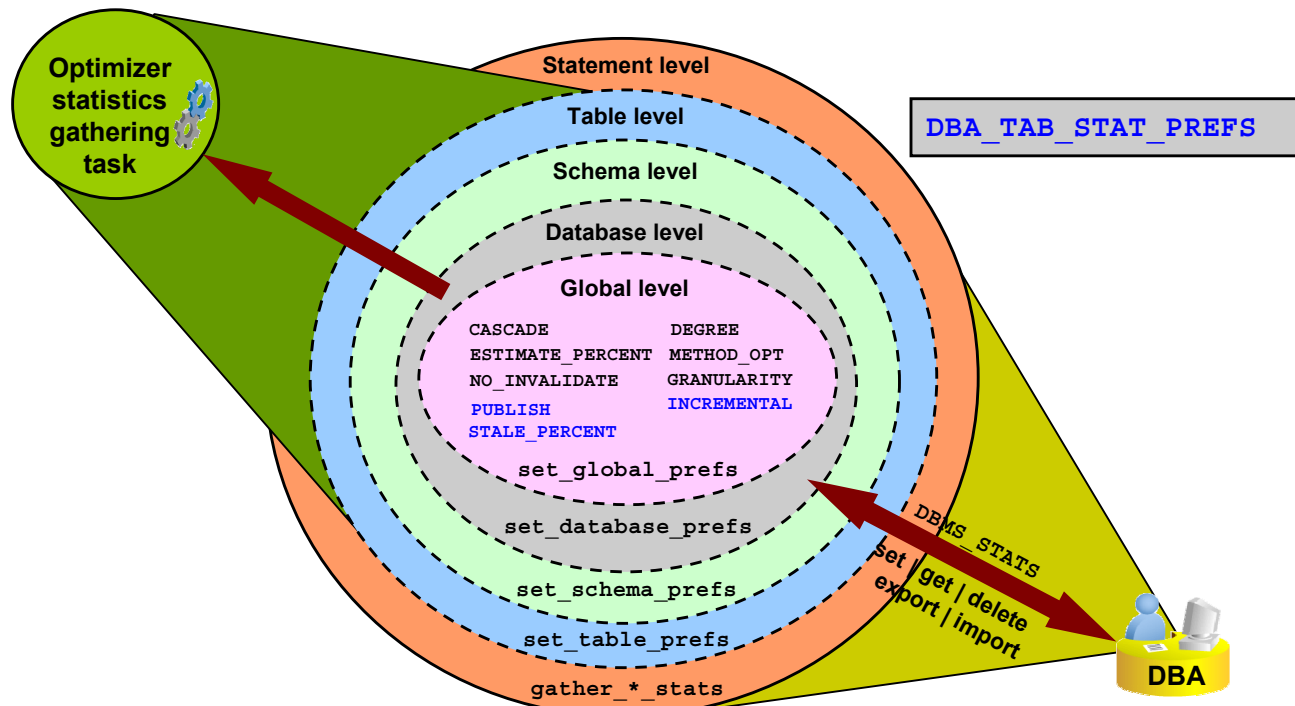 Optimizer
statistics
gathering
task
Statement level
Table level
Schema level
Database level
Global level
DBA_TAB_STAT_PREFS
CASCADE DEGREE
ESTIMATE_PERCENT METHOD_OPT
NO_INVALIDATE GRANULARITY
PUBLISH INCREMENTAL
STALE_PERCENT
set_global_prefs
set_database_prefs
set_schema_prefs
set_table_prefs
gather_*_stats
DBMS_STATS
set | get | delete
export | import
DBA